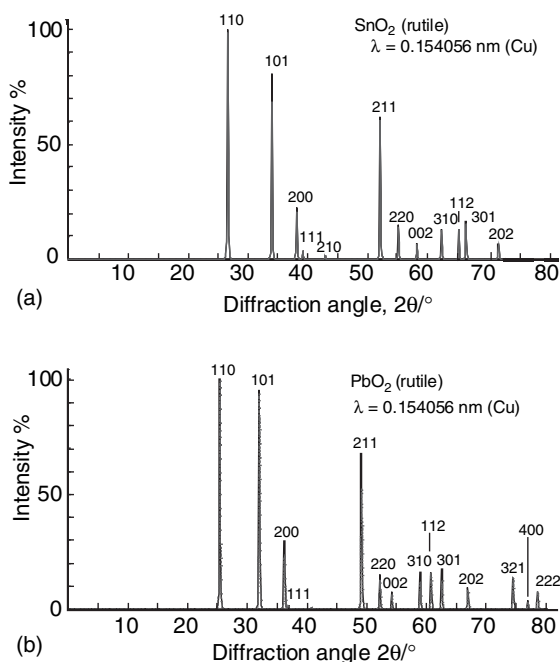 100
Intensity %
50
0
110
101
200
111
210
211
220
002
310
112
301
202
SnO₂ (rutile)
λ = 0.154056 nm (Cu)
10 20 30 40 50 60 70 80
(a)
Diffraction angle, 2θ/°
100
Intensity %
50
0
110
101
200
111
211
220
002
310
112
301
202
321
400
222
PbO₂ (rutile)
λ = 0.154056 nm (Cu)
10 20 30 40 50 60 70 80
(b)
Diffraction angle 2θ/°